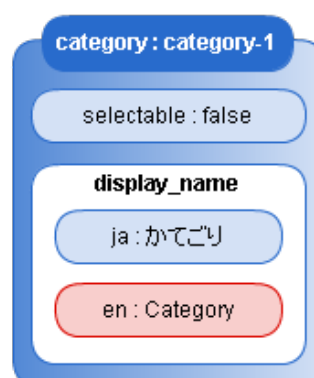 category : category-1
selectable : false
display_name
ja : かてごり
en : Category